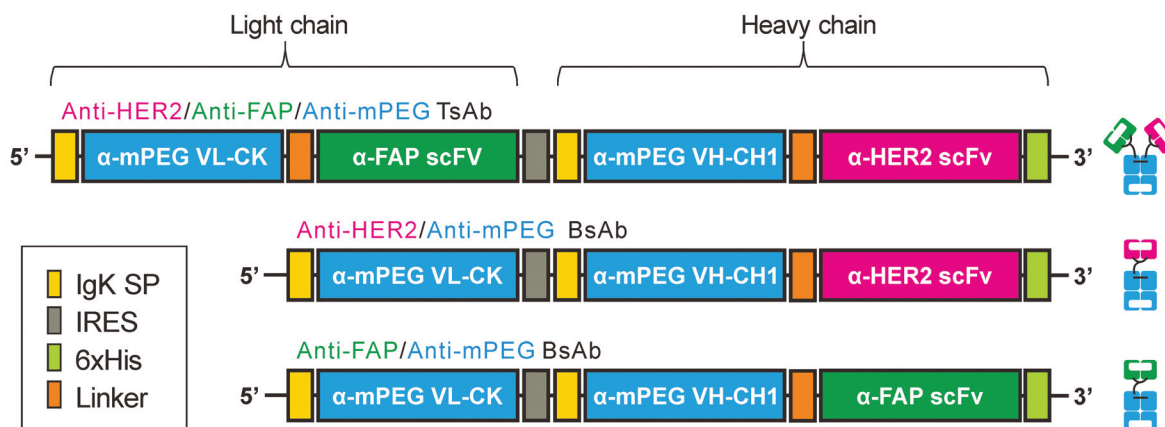 Light chain Heavy chain
Anti-HER2/Anti-FAP/Anti-mPEG TsAb
5’ α-mPEG VL-CK α-FAP scFV α-mPEG VH-CH1 α-HER2 scFv 3’
Anti-HER2/Anti-mPEG BsAb
5’ α-mPEG VL-CK α-mPEG VH-CH1 α-HER2 scFv 3’
Anti-FAP/Anti-mPEG BsAb
5’ α-mPEG VL-CK α-mPEG VH-CH1 α-FAP scFv 3’
IgK SP
IRES
6xHis
Linker